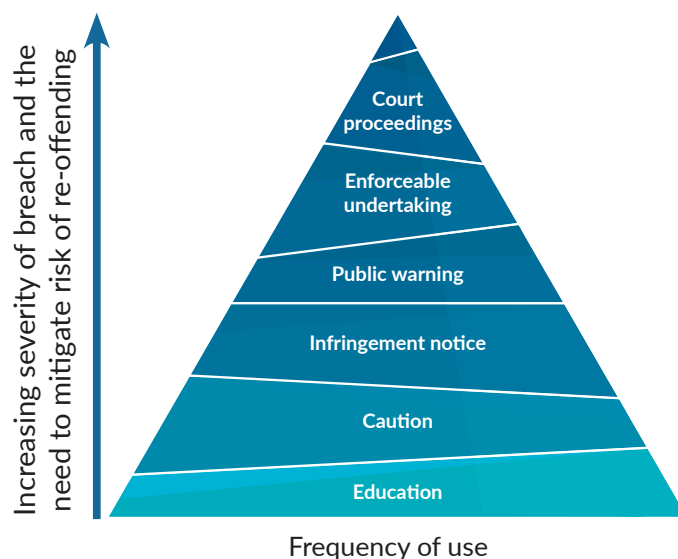 Increasing severity of breach and the
need to mitigate risk of re-offending
Court
proceedings
Enforceable
undertaking
Public warning
Infringement notice
Caution
Education
Frequency of use